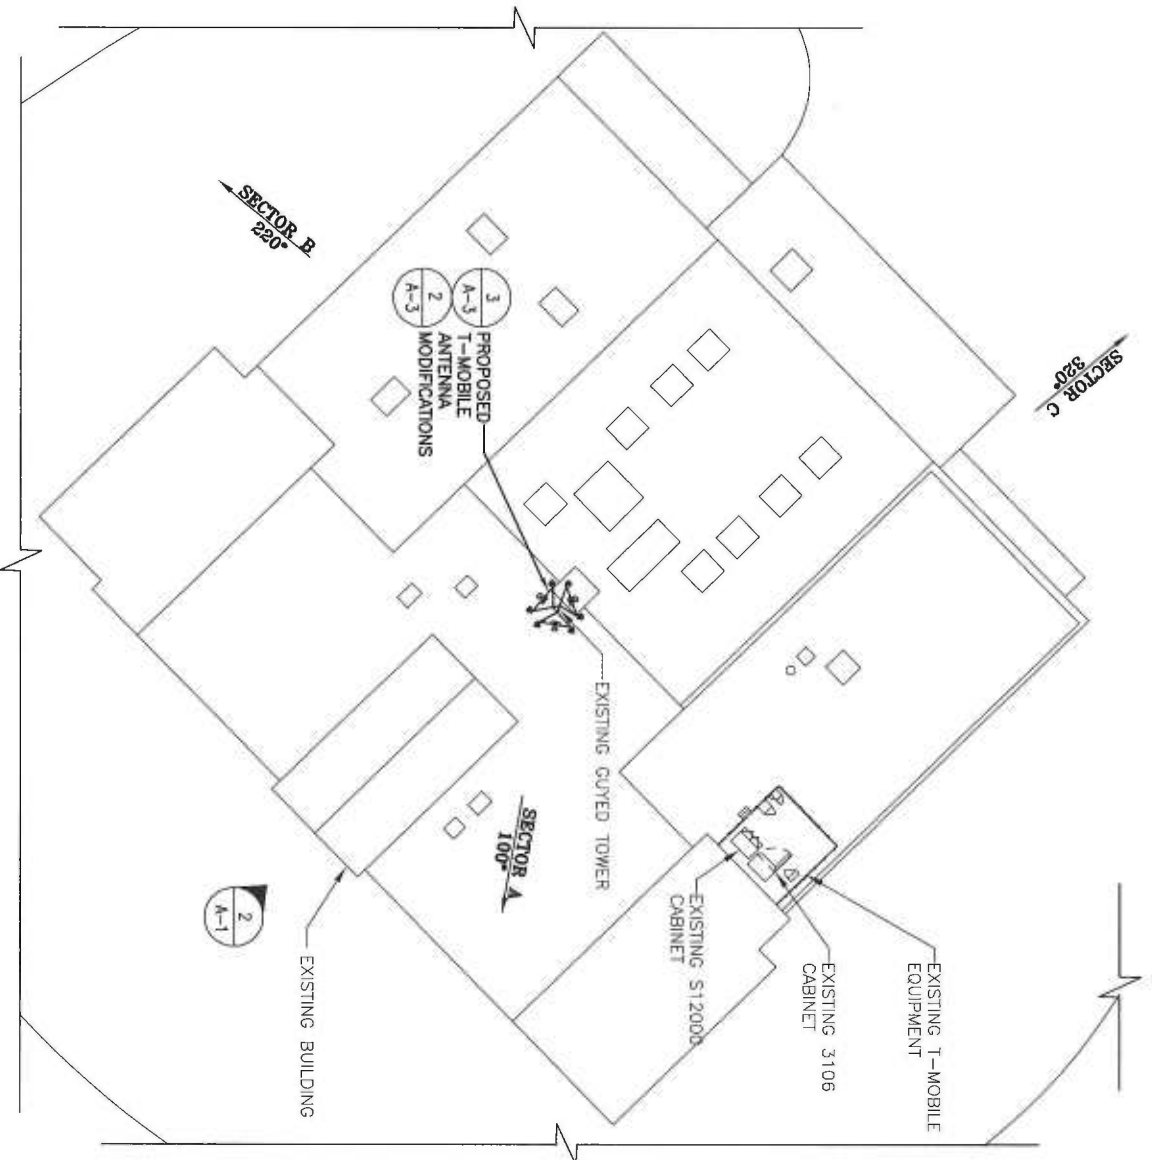 SECTOR B
220°
SECTOR C
320°
3
A-3
2
A-3
PROPOSED
T-MOBILE
ANTENNA
MODIFICATIONS
EXISTING GUYED TOWER
SECTOR A
100°
EXISTING S12000
CABINET
EXISTING 3106
CABINET
EXISTING T-MOBILE
EQUIPMENT
2
A-1
EXISTING BUILDING